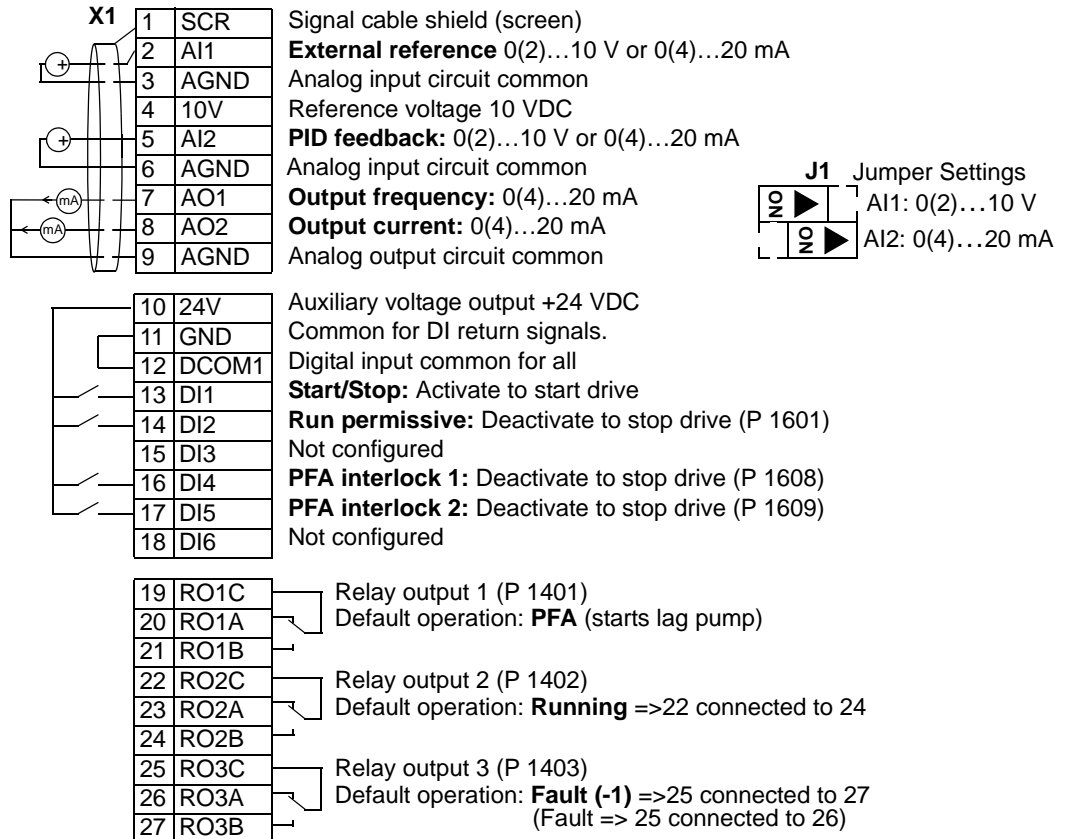 X1
1 SCR Signal cable shield (screen)
2 AI1 External reference 0(2)…10 V or 0(4)…20 mA
3 AGND Analog input circuit common
4 10V Reference voltage 10 VDC
5 AI2 PID feedback: 0(2)…10 V or 0(4)…20 mA
6 AGND Analog input circuit common
7 AO1 Output frequency: 0(4)…20 mA
8 AO2 Output current: 0(4)…20 mA
9 AGND Analog output circuit common
+
+
mA
mA
J1 Jumper Settings
ON AI1: 0(2)…10 V
ON AI2: 0(4)…20 mA
10 24V Auxiliary voltage output +24 VDC
11 GND Common for DI return signals.
12 DCOM1 Digital input common for all
13 DI1 Start/Stop: Activate to start drive
14 DI2 Run permissive: Deactivate to stop drive (P 1601)
15 DI3 Not configured
16 DI4 PFA interlock 1: Deactivate to stop drive (P 1608)
17 DI5 PFA interlock 2: Deactivate to stop drive (P 1609)
18 DI6 Not configured
19 RO1C Relay output 1 (P 1401)
20 RO1A Default operation: PFA (starts lag pump)
21 RO1B
22 RO2C Relay output 2 (P 1402)
23 RO2A Default operation: Running =>22 connected to 24
24 RO2B
25 RO3C Relay output 3 (P 1403)
26 RO3A Default operation: Fault (-1) =>25 connected to 27
27 RO3B (Fault => 25 connected to 26)